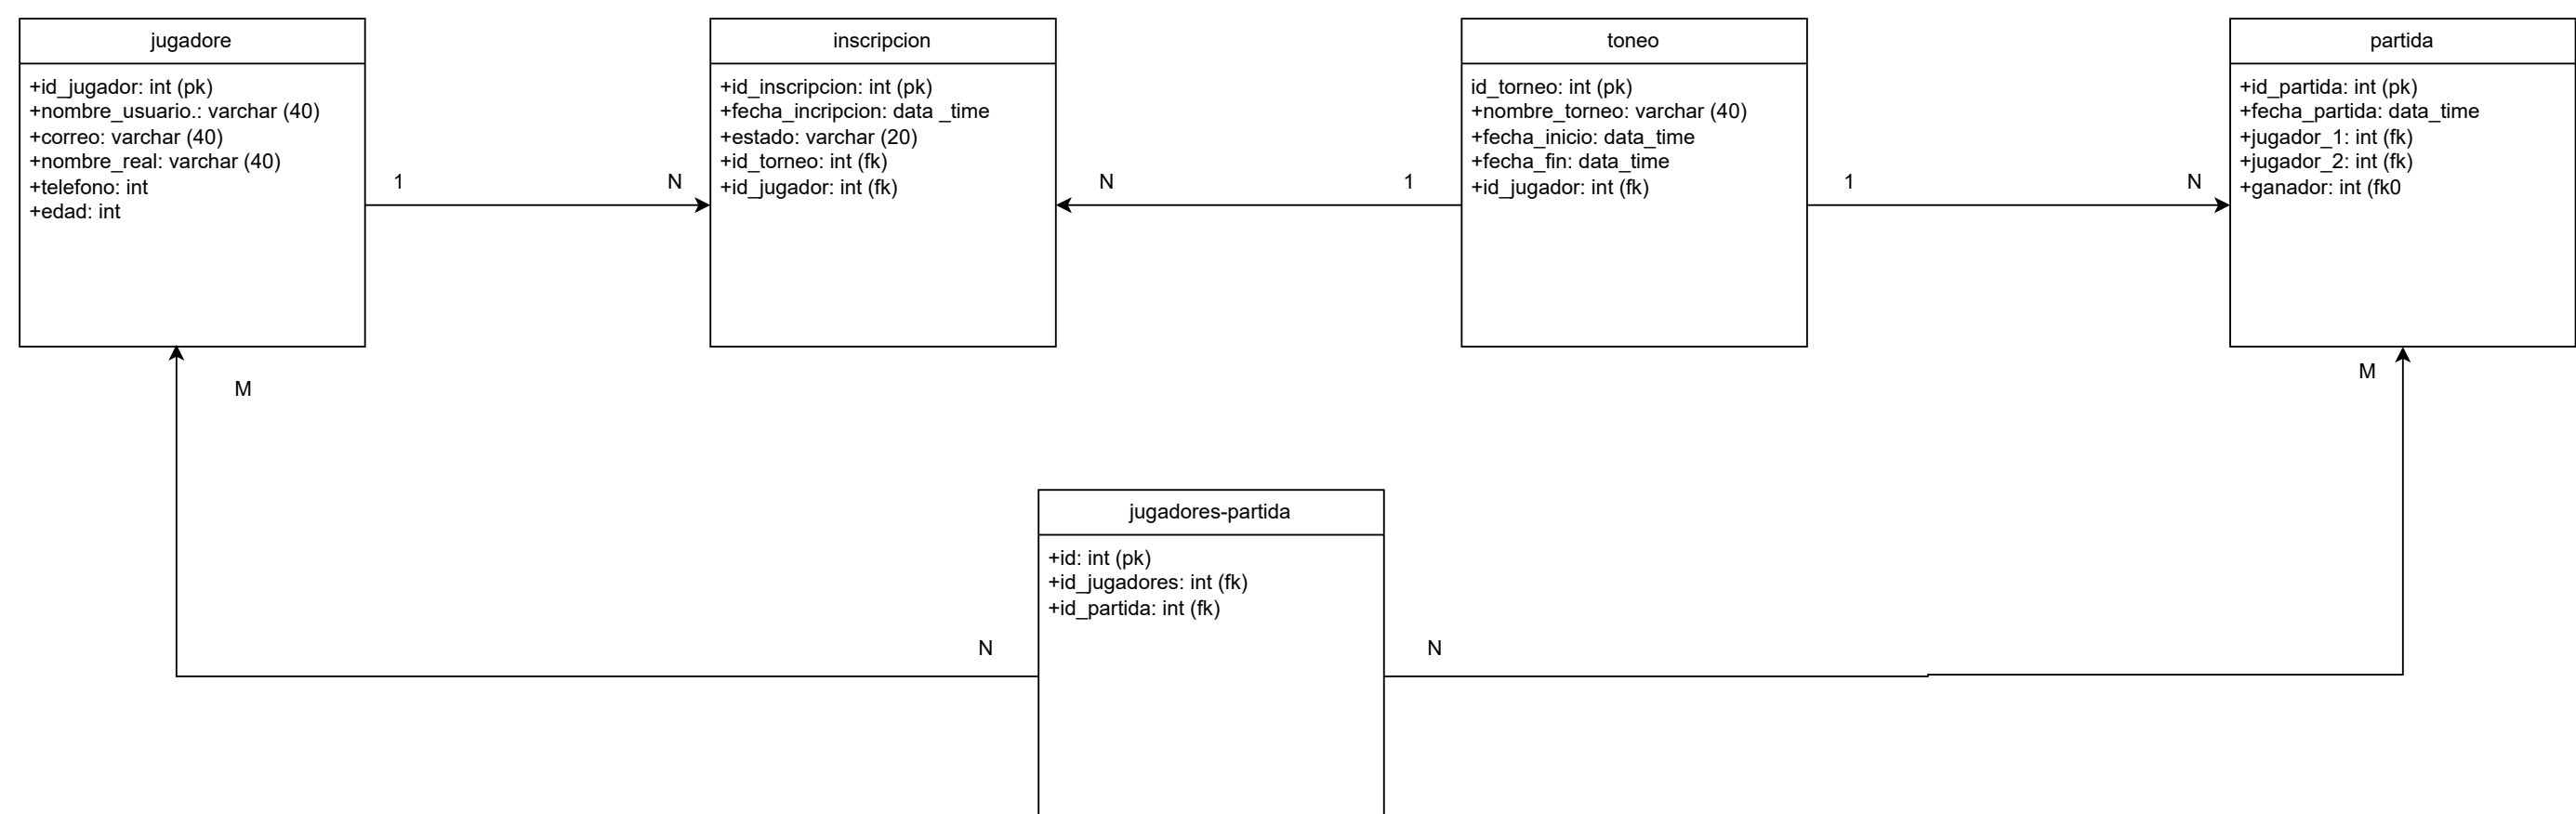 jugadore
+id_jugador: int (pk)
+nombre_usuario.: varchar (40)
+correo: varchar (40)
+nombre_real: varchar (40)
+telefono: int
+edad: int
1
N
inscripcion
+id_inscripcion: int (pk)
+fecha_incripcion: data _time
+estado: varchar (20)
+id_torneo: int (fk)
+id_jugador: int (fk)
N
1
toneo
id_torneo: int (pk)
+nombre_torneo: varchar (40)
+fecha_inicio: data_time
+fecha_fin: data_time
+id_jugador: int (fk)
1
N
partida
+id_partida: int (pk)
+fecha_partida: data_time
+jugador_1: int (fk)
+jugador_2: int (fk)
+ganador: int (fk0
M
M
jugadores-partida
+id: int (pk)
+id_jugadores: int (fk)
+id_partida: int (fk)
N
N